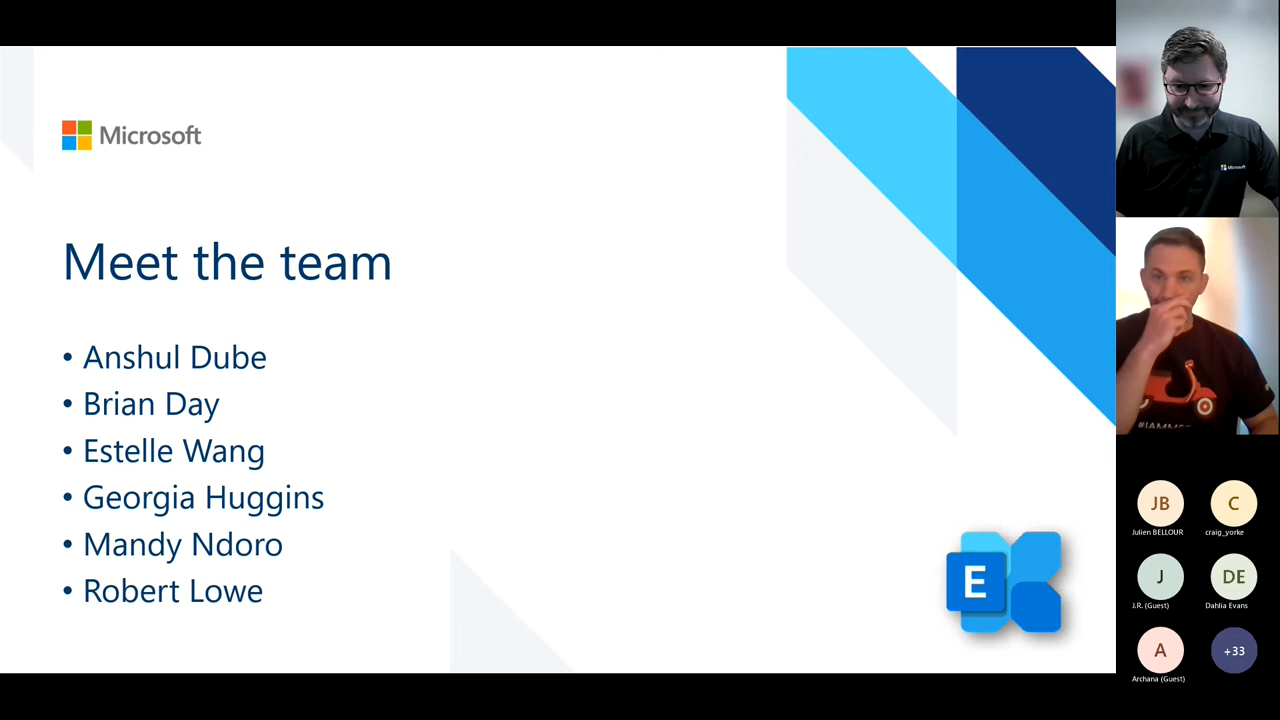 Microsoft
Meet the team
• Anshul Dube
• Brian Day
• Estelle Wang
• Georgia Huggins
• Mandy Ndoro
• Robert Lowe
E
Microsoft
JB
Julien BELLOUR
C
craig_yorke
J
J.R. (Guest)
DE
Dahlia Evans
A
Archana (Guest)
+33